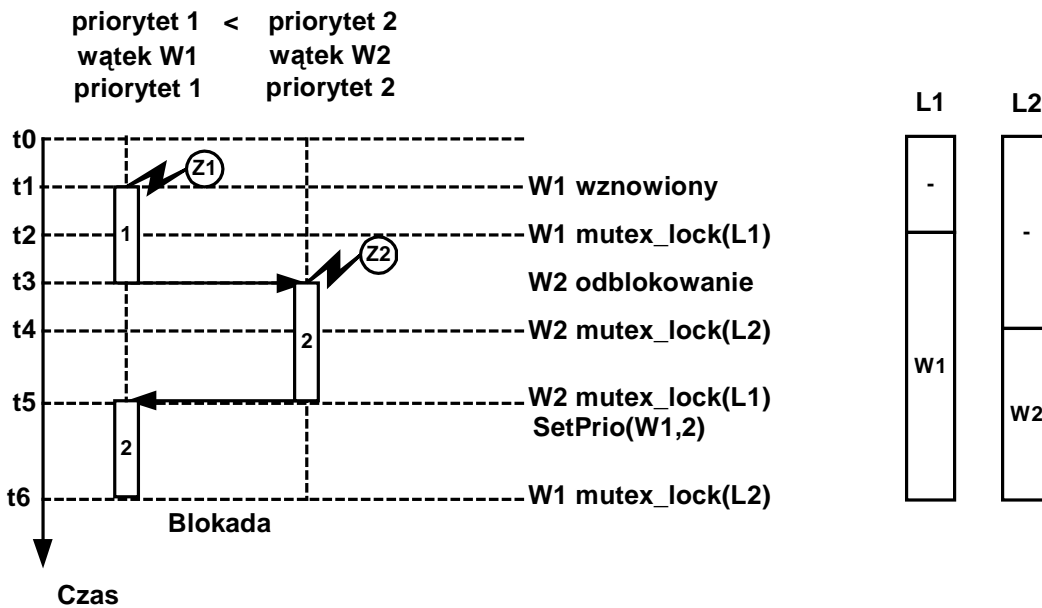 priorytet 1 < priorytet 2
wątek W1 wątek W2
priorytet 1 priorytet 2
L1 L2
t0
Z1
t1 W1 wznowiony -
1
t2 W1 mutex_lock(L1) -
Z2
t3 W2 odblokowanie
t4 W2 mutex_lock(L2)
2
W1
t5 W2 mutex_lock(L1)
SetPrio(W1,2) W2
2
t6 W1 mutex_lock(L2)
Blokada
Czas